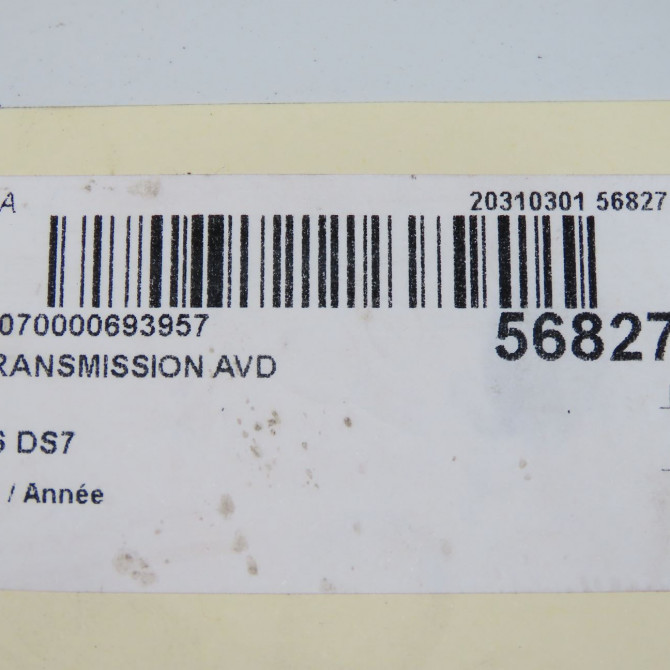 A 20310301 56827
070000693957
56827
RANSMISSION AVD
S DS7
/ Année